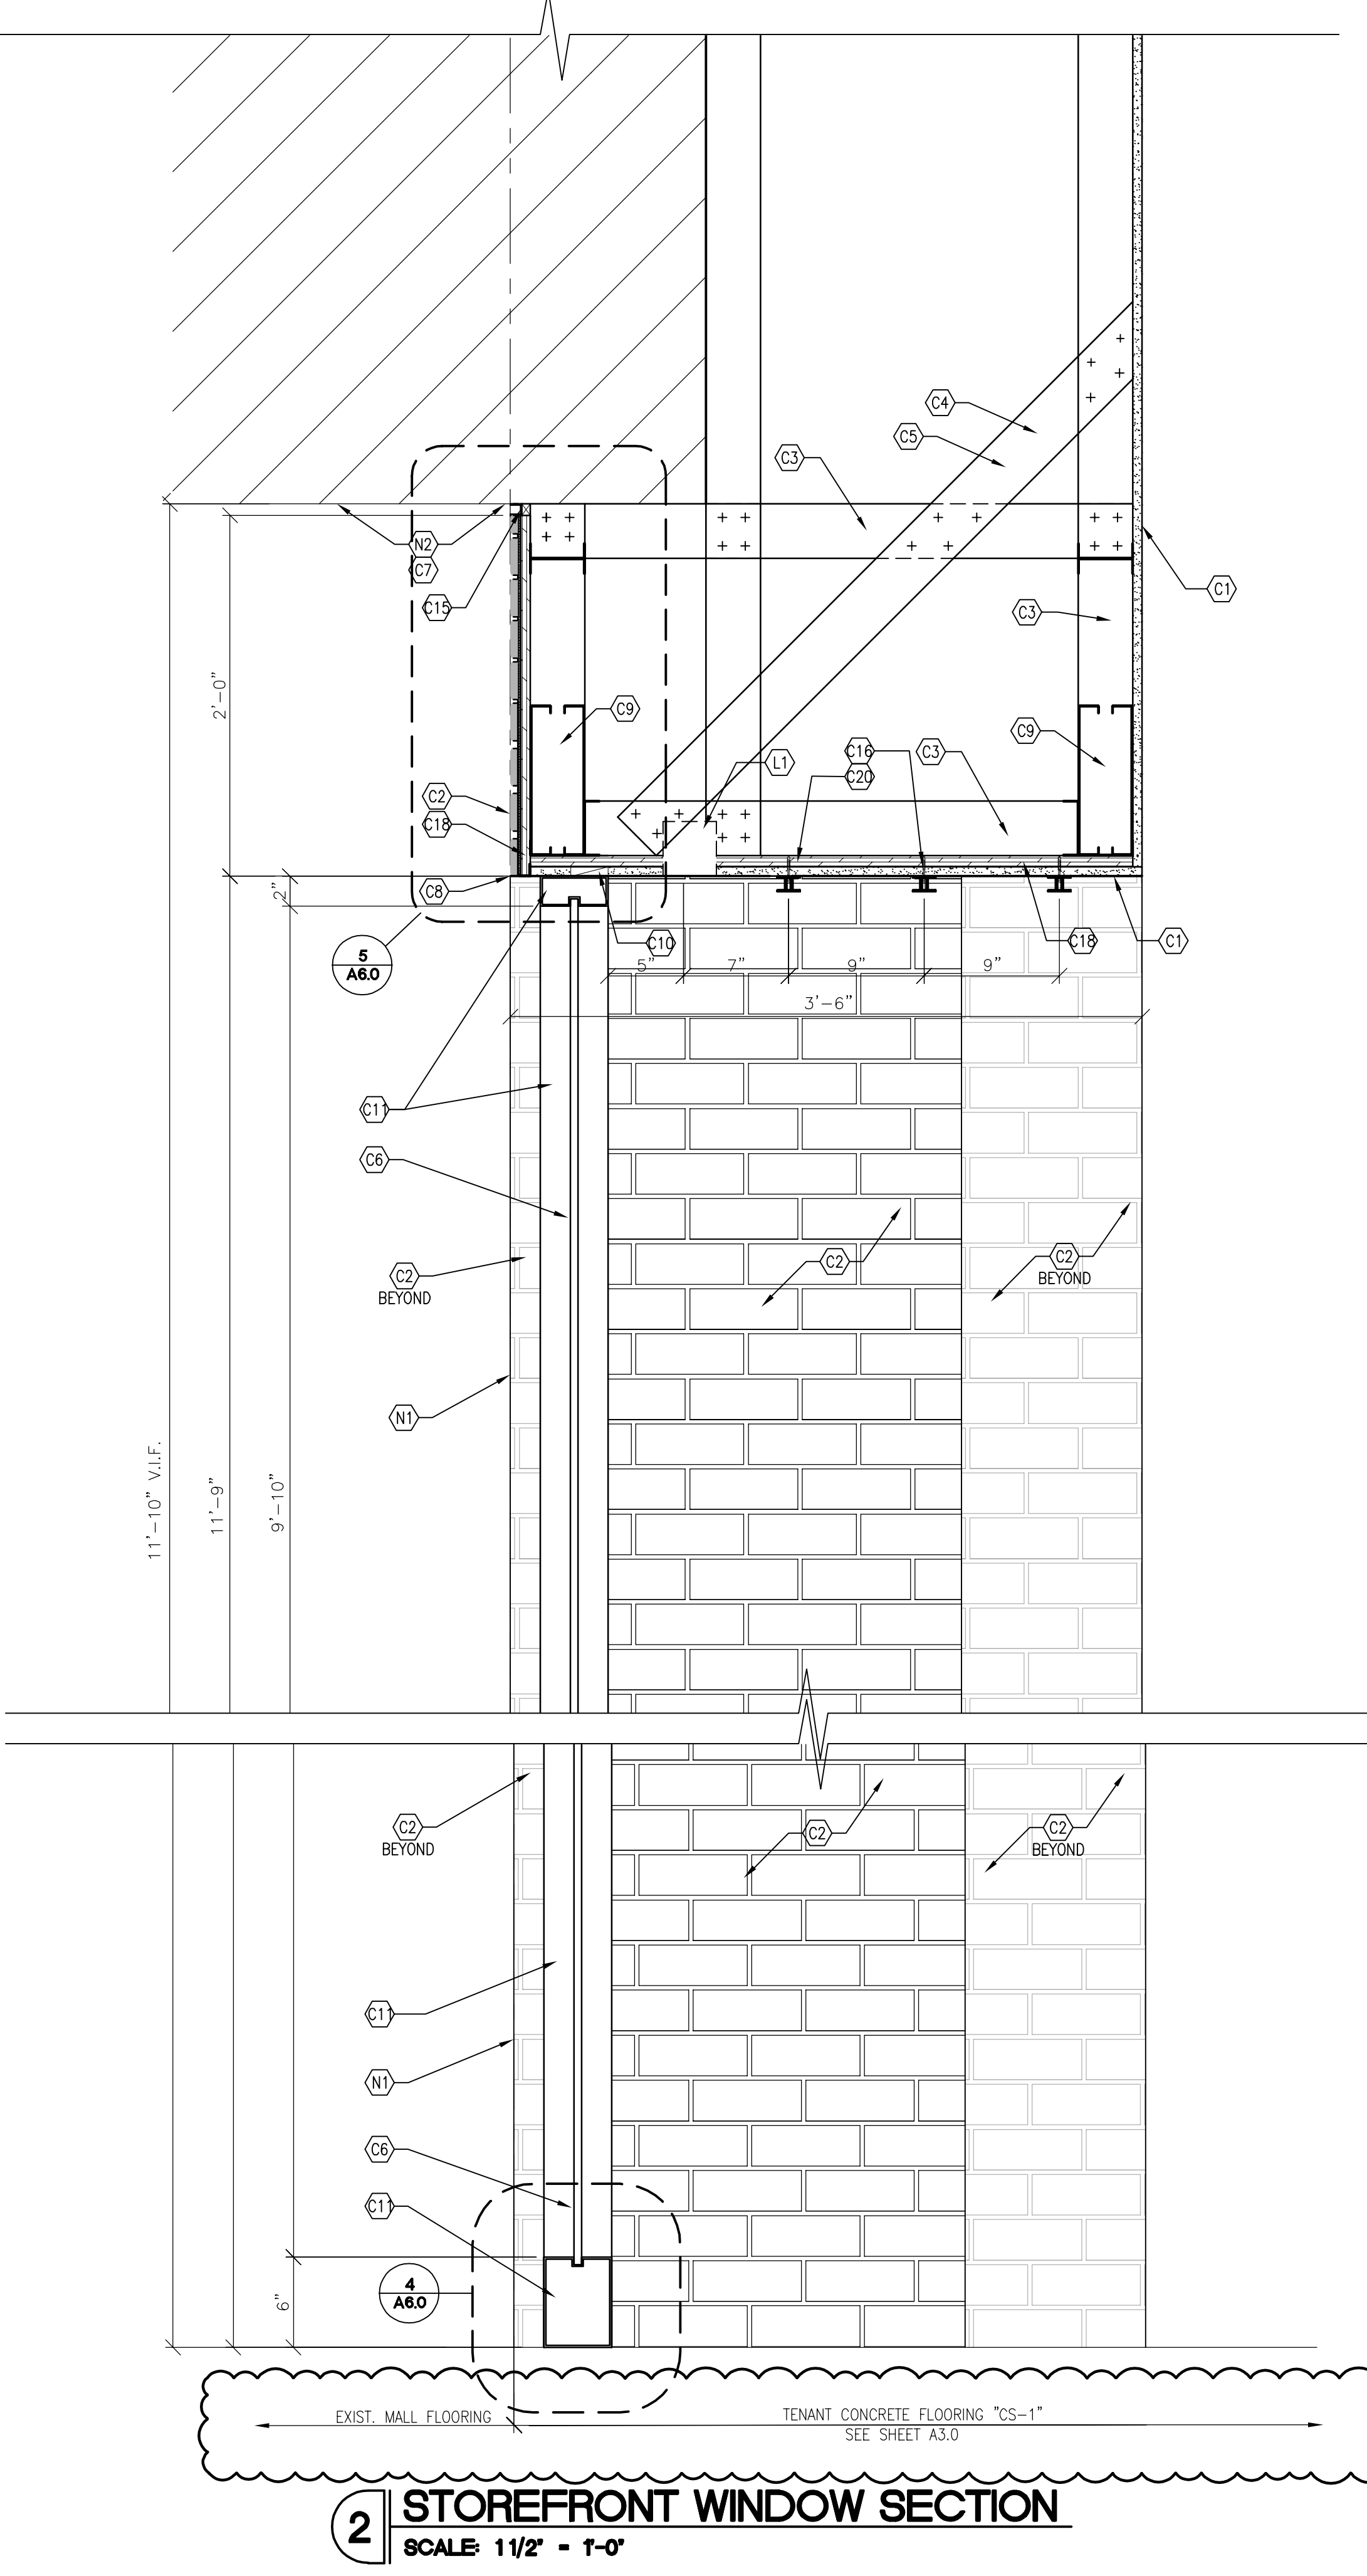 C4
C5
C3
N2
C7
C1
C15
C3
2'-0"
C9
C9
C16
C3
L1
C20
C2
C18
C8
2"
C10
C18
C1
5
A6.0
5"
7"
9"
9"
3'-6"
C11
C6
C2
BEYOND
C2
C2
BEYOND
N1
11'-10" V.I.F.
11'-9"
9'-10"
C2
BEYOND
C2
C2
BEYOND
C11
N1
C6
C11
4
A6.0
6"
EXIST. MALL FLOORING
TENANT CONCRETE FLOORING "CS-1"
SEE SHEET A3.0
2
STOREFRONT WINDOW SECTION
SCALE: 1 1/2" = 1'-0"